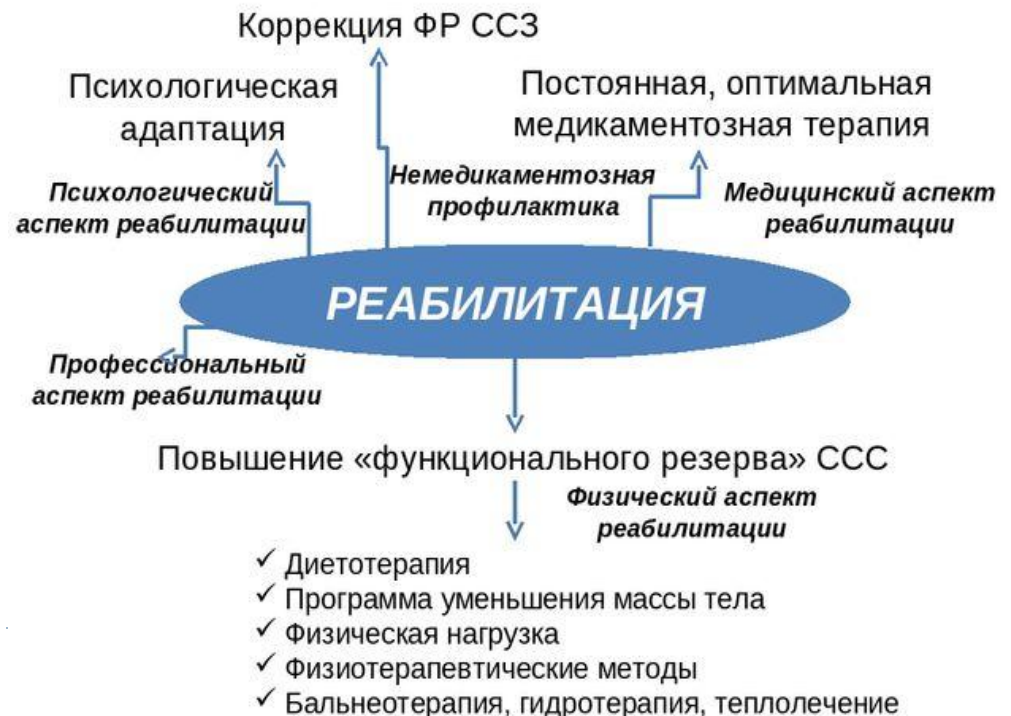 Коррекция ФР ССЗ
Психологическая
адаптация
Постоянная, оптимальная
медикаментозная терапия
Психологический
аспект реабилитации
Немедикаментозная
профилактика
Медицинский аспект
реабилитации
РЕАБИЛИТАЦИЯ
Профессиональный
аспект реабилитации
Повышение «функционального резерва» ССС
Физический аспект
реабилитации
✓ Диетотерапия
✓ Программа уменьшения массы тела
✓ Физическая нагрузка
✓ Физиотерапевтические методы
✓ Бальнеотерапия, гидротерапия, теплолечение